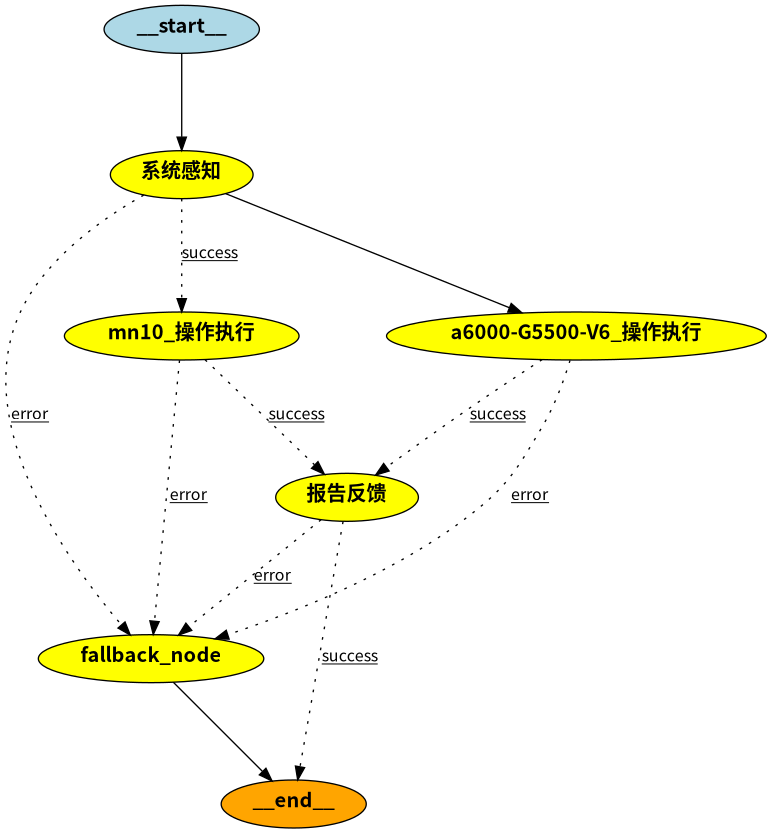 __start__
系统感知
success
mn10_操作执行
a6000-G5500-V6_操作执行
error
success
success
报告反馈
error
error
error
fallback_node
success
__end__